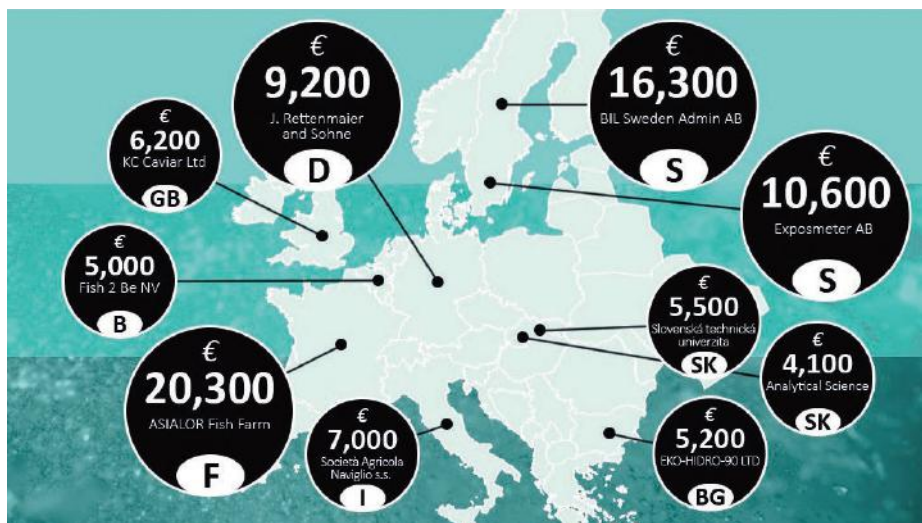 €
9,200
J. Rettenmaier
and Sohne
D
€
16,300
BIL Sweden Admin AB
S
€
6,200
KC Caviar Ltd
GB
€
10,600
Exposmeter AB
S
€
5,000
Fish 2 Be NV
B
€
5,500
Slovenská technická
univerzita
SK
€
4,100
Analytical Science
SK
€
20,300
ASIALOR Fish Farm
F
€
7,000
Società Agricola
Naviglio s.s.
I
€
5,200
EKO-HIDRO-90 LTD
BG